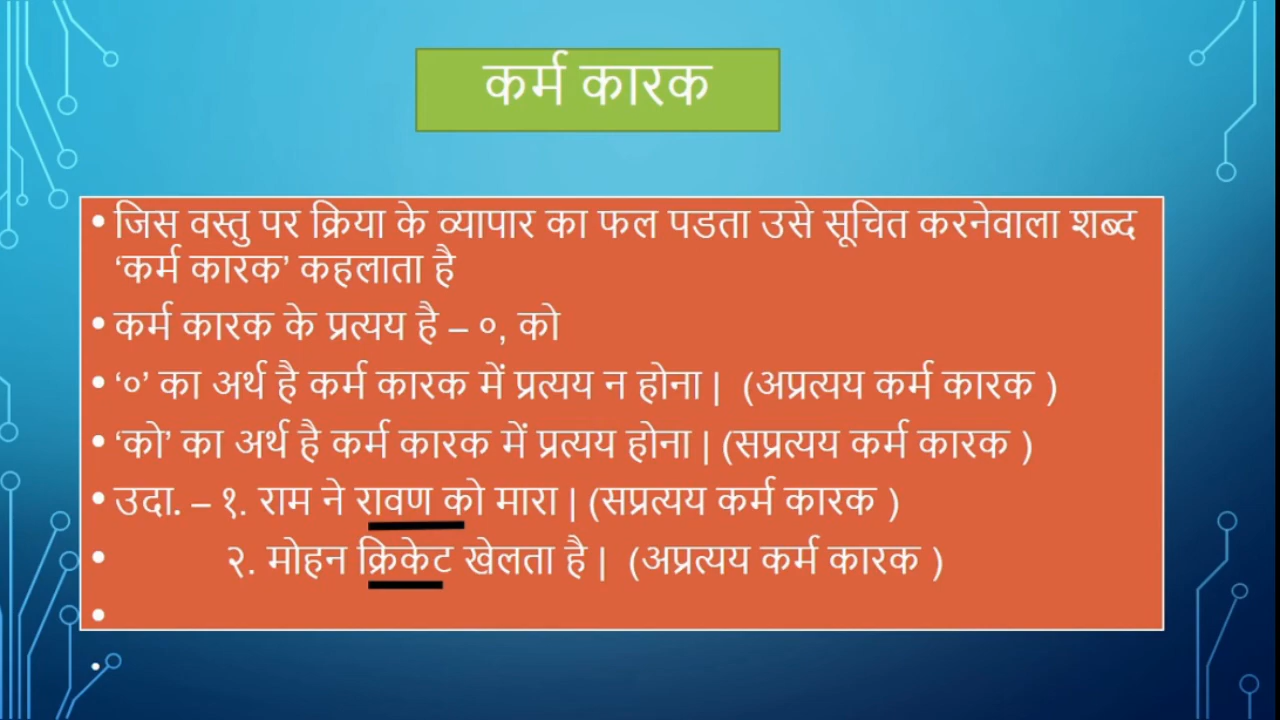 कर्म कारक
• जिस वस्तु पर क्रिया के व्यापार का फल पडता उसे सूचित करनेवाला शब्द
‘कर्म कारक’ कहलाता है
• कर्म कारक के प्रत्यय है – ०, को
• ‘०’ का अर्थ है कर्म कारक में प्रत्यय न होना | (अप्रत्यय कर्म कारक )
• ‘को’ का अर्थ है कर्म कारक में प्रत्यय होना | (सप्रत्यय कर्म कारक )
• उदा. – १. राम ने रावण को मारा | (सप्रत्यय कर्म कारक )
• २. मोहन क्रिकेट खेलता है | (अप्रत्यय कर्म कारक )